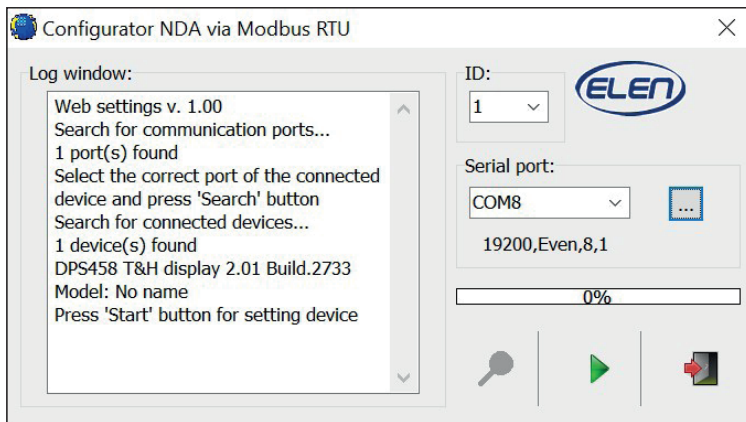 Configurator NDA via Modbus RTU
Log window:
Web settings v. 1.00
Search for communication ports...
1 port(s) found
Select the correct port of the connected
device and press 'Search' button
Search for connected devices...
1 device(s) found
DPS458 T&H display 2.01 Build.2733
Model: No name
Press 'Start' button for setting device
ID:
1
ELEN
Serial port:
COM8
...
19200,Even,8,1
0%